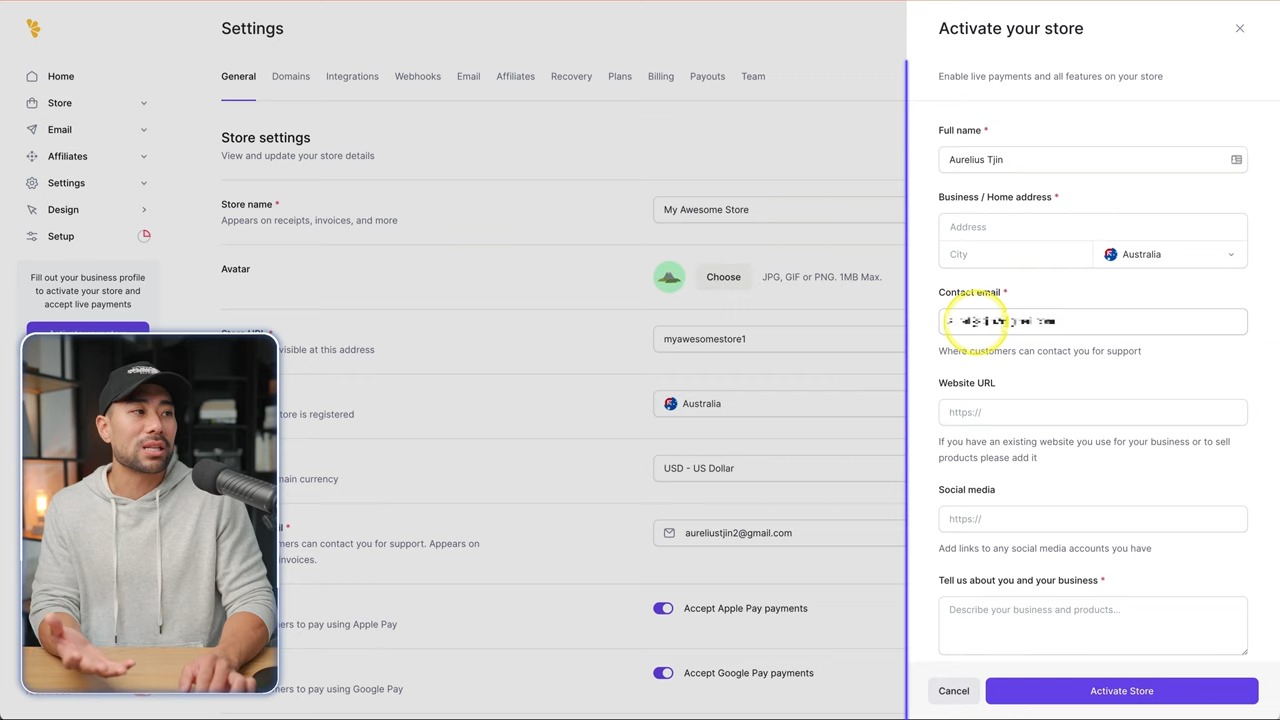 Settings
Activate your store
Home
Store
Email
Affiliates
Settings
Design
Setup
Fill out your business profile
to activate your store and
accept live payments
General Domains Integrations Webhooks Email Affiliates Recovery Plans Billing Payouts Team
Store settings
View and update your store details
Store name *
Appears on receipts, invoices, and more
My Awesome Store
Avatar
Choose
JPG, GIF or PNG. 1MB Max.
visible at this address
myawesomestore1
store is registered
Australia
main currency
USD - US Dollar
customers can contact you for support. Appears on
invoices.
aureliustjin2@gmail.com
Accept Apple Pay payments
to pay using Apple Pay
Accept Google Pay payments
to pay using Google Pay
Enable live payments and all features on your store
Full name *
Aurelius Tjin
Business / Home address *
Address
City
Australia
Contact email *
Where customers can contact you for support
Website URL
https://
If you have an existing website you use for your business or to sell
products please add it
Social media
https://
Add links to any social media accounts you have
Tell us about you and your business *
Describe your business and products...
Cancel
Activate Store